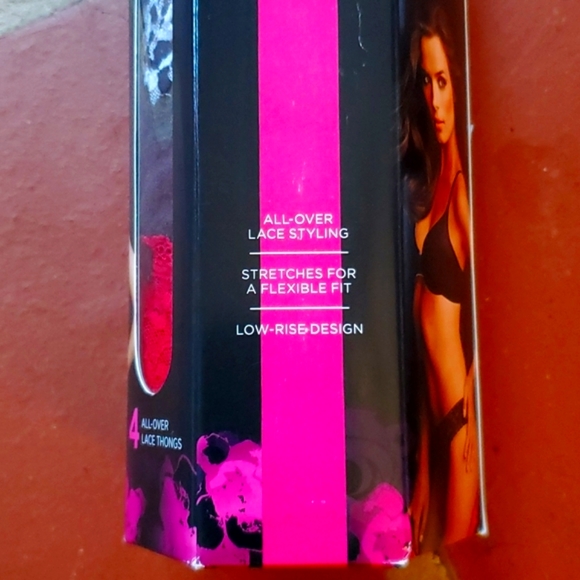 ALL-OVER
LACE STYLING
STRETCHES FOR
A FLEXIBLE FIT
LOW-RISE DESIGN
4 ALL-OVER
LACE THONGS